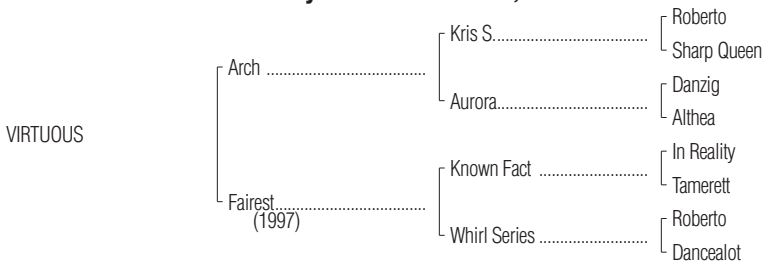 Roberto
Kris S.
Sharp Queen
Arch
Danzig
Aurora
Althea
VIRTUOUS
In Reality
Known Fact
Tamerett
Fairest
(1997)
Roberto
Whirl Series
Dancealot